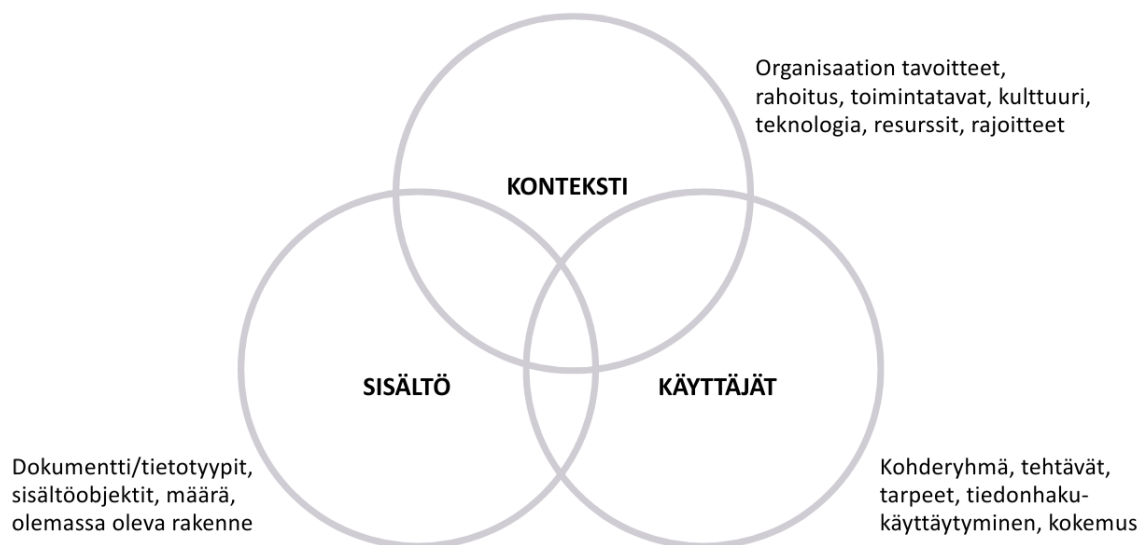 Organisaation tavoitteet,
rahoitus, toimintatavat, kulttuuri,
teknologia, resurssit, rajoitteet
KONTEKSTI
SISÄLTÖ
KÄYTTÄJÄT
Dokumentti/tietotyypit,
sisältöobjektit, määrä,
olemassa oleva rakenne
Kohderyhmä, tehtävät,
tarpeet, tiedonhaku-
käyttäytyminen, kokemus